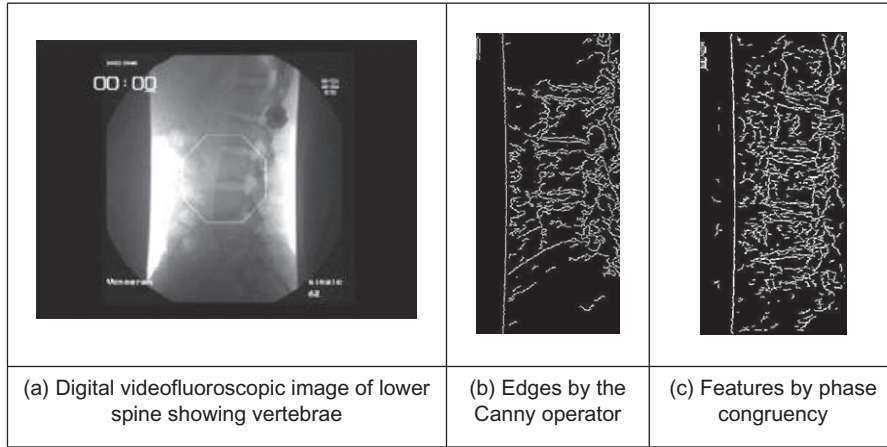 00:00
(a) Digital videofluoroscopic image of lower
spine showing vertebrae
(b) Edges by the
Canny operator
(c) Features by phase
congruency